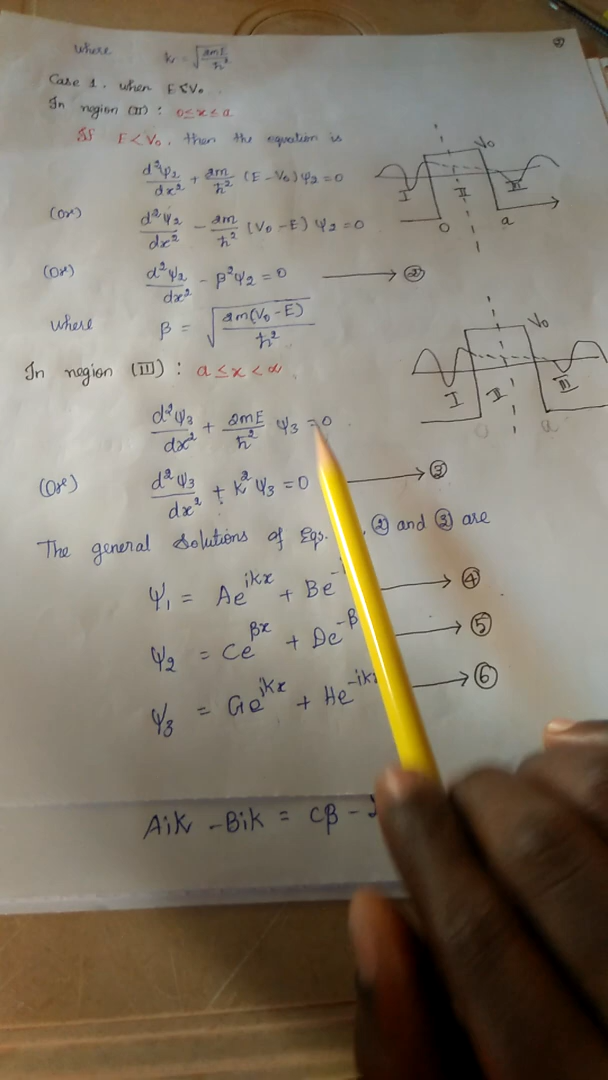 ②
where k = √(2mE/ħ²)
Case 1. when E<V₀.
In region (II) : 0≤x≤a
If E<V₀, then the equation is
d²ψ₂/dx² + 2m/ħ² (E-V₀)ψ₂=0
(or) d²ψ₂/dx² - 2m/ħ² (V₀-E)ψ₂=0
(or) d²ψ₂/dx² - β²ψ₂=0 → ②
where β = √(2m(V₀-E)/ħ²)
V₀
I II III
0 a
In region (III) : a≤x<∝
V₀
I II III
0 a
d²ψ₃/dx² + 2mE/ħ² ψ₃=0
(or) d²ψ₃/dx² + k²ψ₃=0 → ③
The general solutions of Eqs. , ② and ③ are
ψ₁ = Ae^ikx + Be^- → ④
ψ₂ = Ce^βx + De^-β → ⑤
ψ₃ = Ge^ikx + He^-ik → ⑥
Aik - Bik = Cβ -